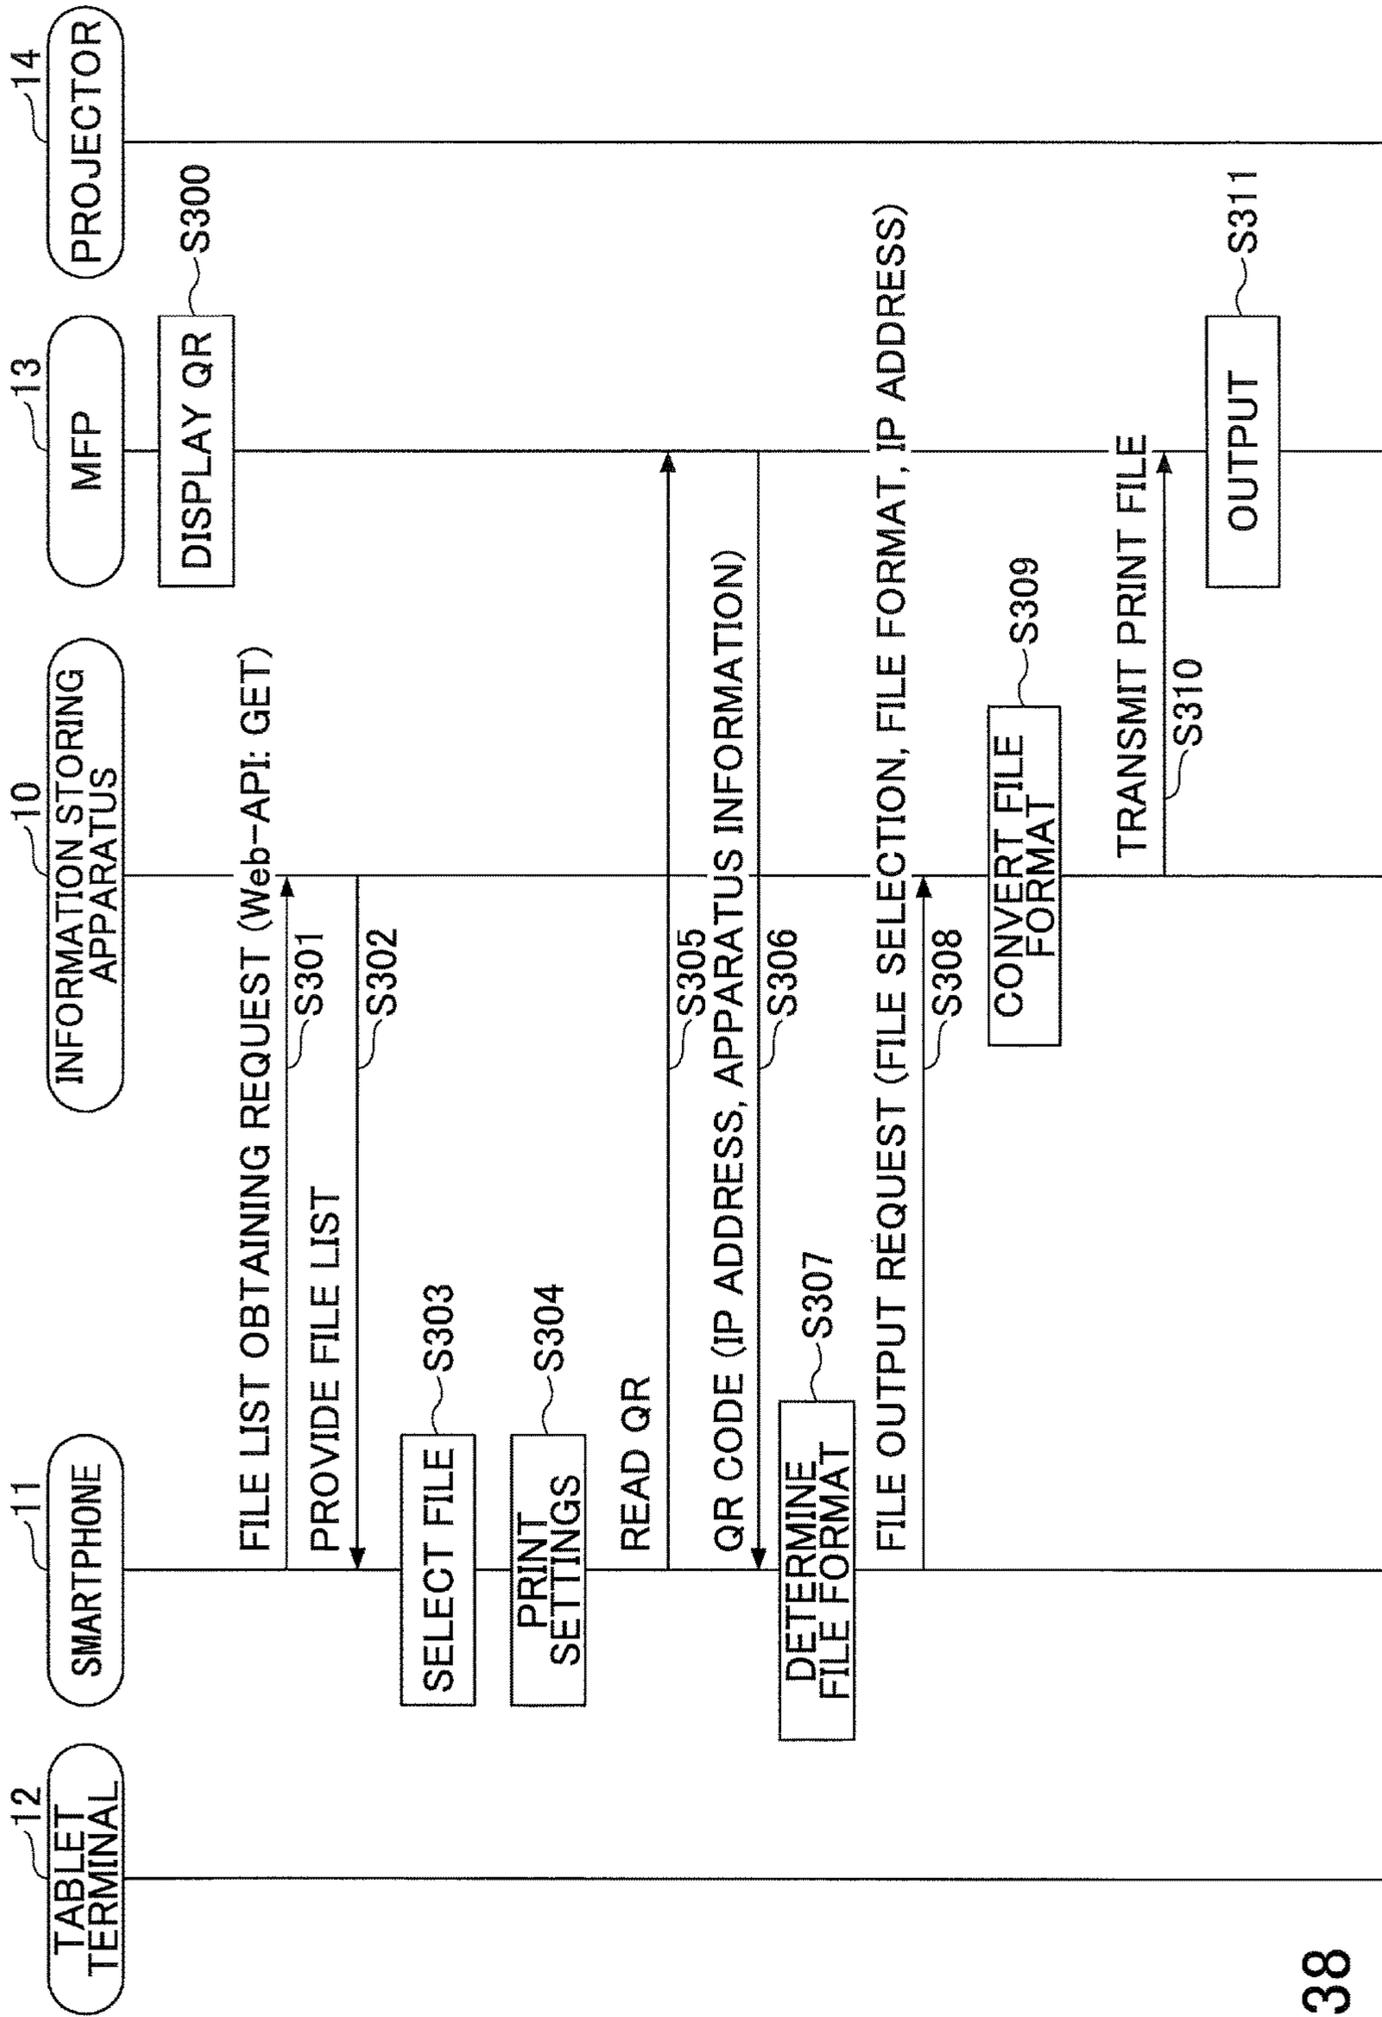 12
TABLET
TERMINAL
11
SMARTPHONE
10
INFORMATION STORING
APPARATUS
13
MFP
14
PROJECTOR
DISPLAY QR
S300
FILE LIST OBTAINING REQUEST (Web-API: GET)
S301
PROVIDE FILE LIST
S302
SELECT FILE
S303
PRINT
SETTINGS
S304
READ QR
S305
QR CODE (IP ADDRESS, APPARATUS INFORMATION)
S306
DETERMINE
FILE FORMAT
S307
FILE OUTPUT REQUEST (FILE SELECTION, FILE FORMAT, IP ADDRESS)
S308
CONVERT FILE
FORMAT
S309
TRANSMIT PRINT FILE
S310
OUTPUT
S311
38